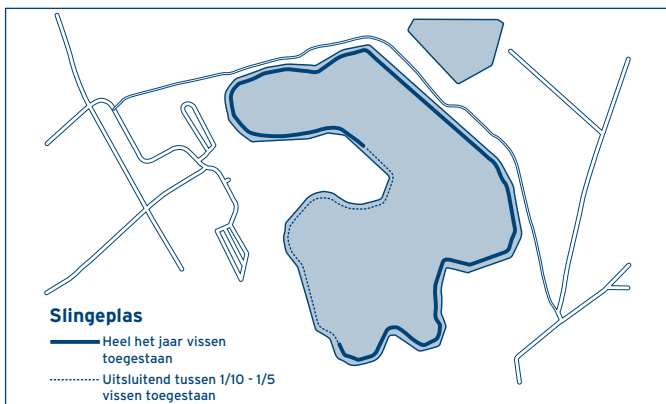 Slingeplas
Heel het jaar vissen
toegestaan
Uitsluitend tussen 1/10 - 1/5
vissen toegestaan